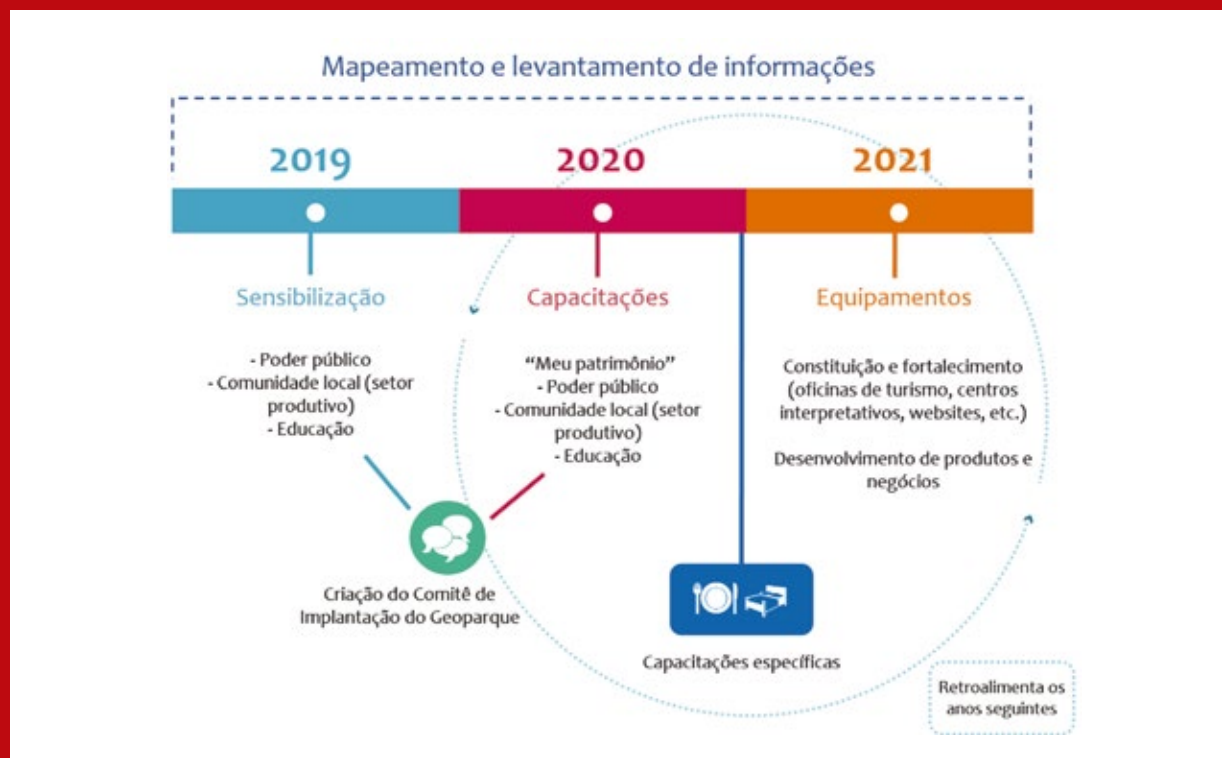 Mapeamento e levantamento de informações
2019
2020
2021
Sensibilização
- Poder público
- Comunidade local (setor
produtivo)
- Educação
Capacitações
“Meu patrimônio”
- Poder público
- Comunidade local (setor
produtivo)
- Educação
Equipamentos
Constituição e fortalecimento
(oficinas de turismo, centros
interpretativos, websites, etc.)
Desenvolvimento de produtos e
negócios
Criação do Comitê de
Implantação do Geoparque
Capacitações específicas
Retroalimenta os
anos seguintes